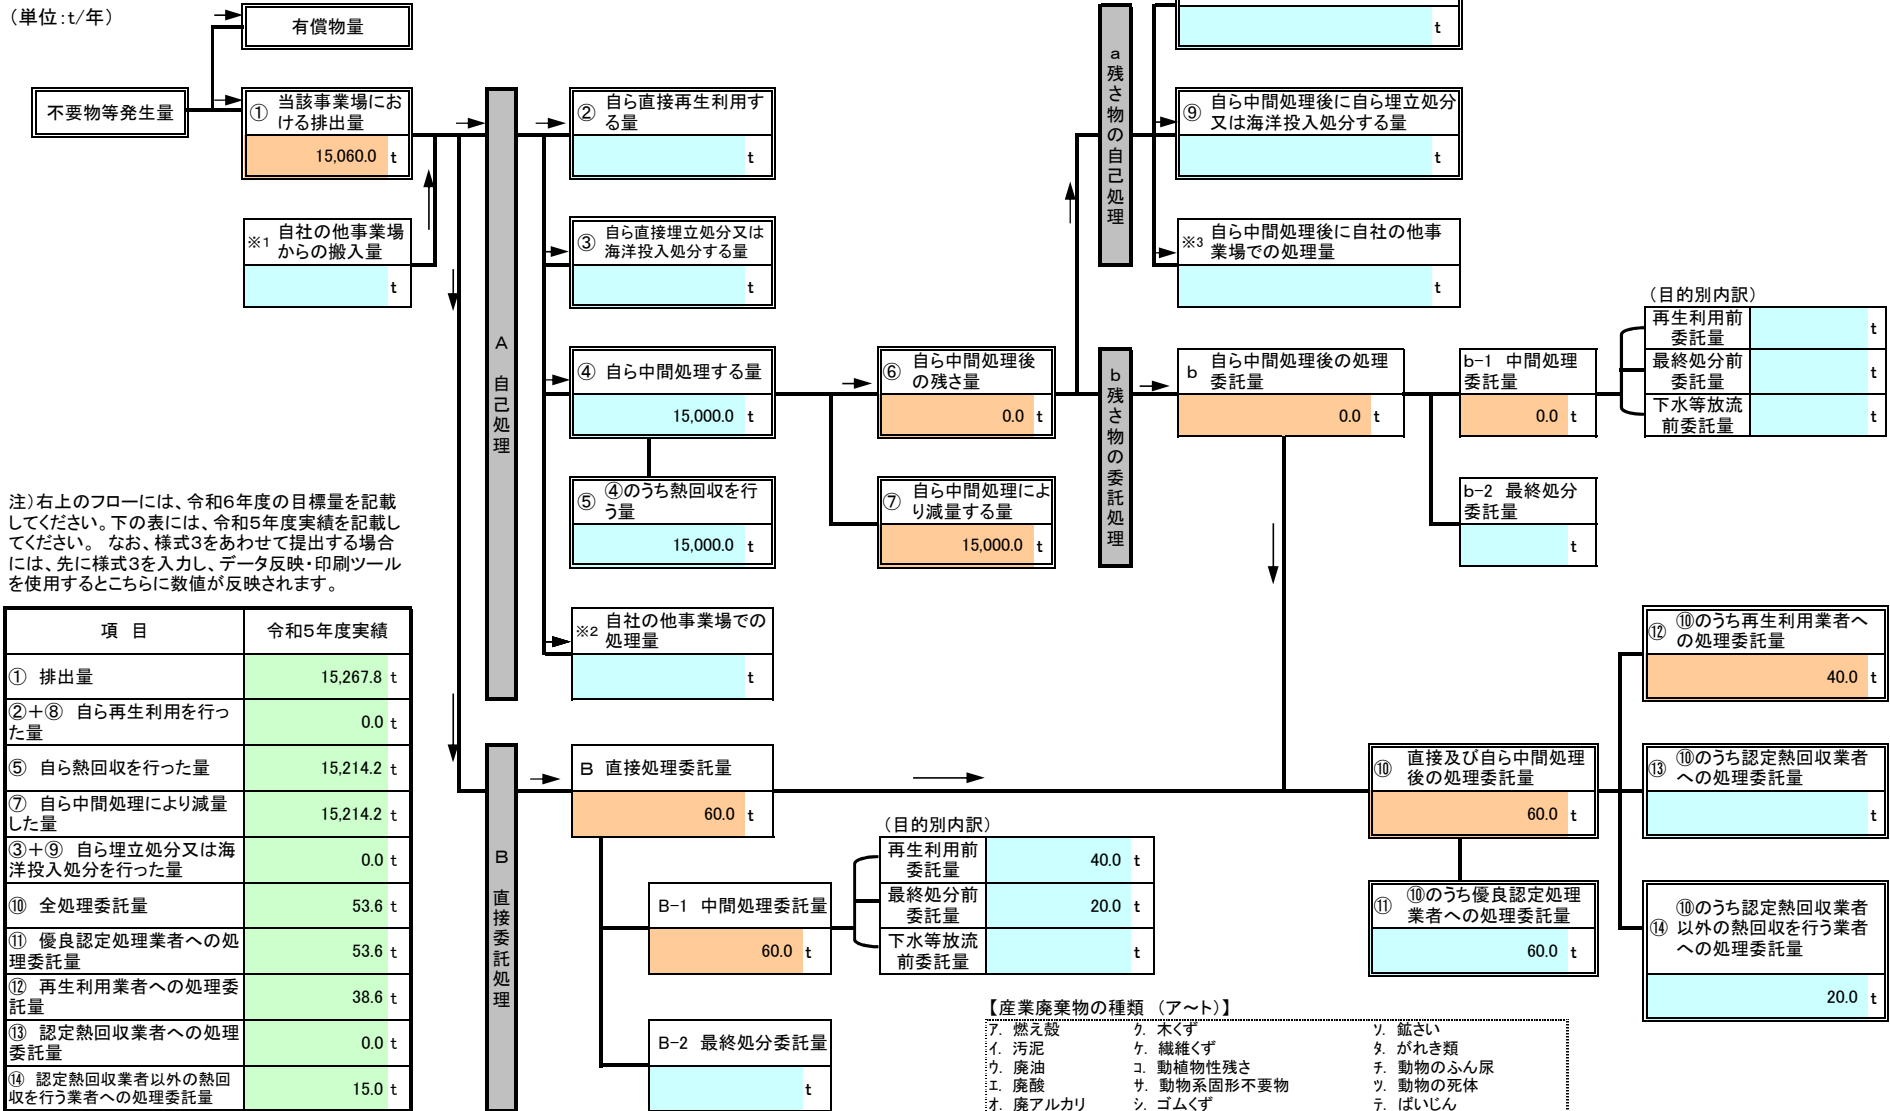 （単位:t/年）
有償物量
不要物等発生量
① 当該事業場にお
ける排出量
15,060.0 t
※1 自社の他事業場
からの搬入量
t
A 自己処理
② 自ら直接再生利用す
る量
t
③ 自ら直接埋立処分又は
海洋投入処分する量
t
④ 自ら中間処理する量
15,000.0 t
⑤ ④のうち熱回収を行
う量
15,000.0 t
※2 自社の他事業場での
処理量
t
⑥ 自ら中間処理後
の残さ量
0.0 t
⑦ 自ら中間処理によ
り減量する量
15,000.0 t
a残さ物の自己処理
t
⑨ 自ら中間処理後に自ら埋立処分
又は海洋投入処分する量
t
※3 自ら中間処理後に自社の他事
業場での処理量
t
b残さ物の委託処理
b 自ら中間処理後の処理
委託量
0.0 t
b-1 中間処理
委託量
0.0 t
b-2 最終処分
委託量
t
（目的別内訳）
再生利用前
委託量
t
最終処分前
委託量
t
下水等放流
前委託量
t
注）右上のフローには、令和6年度の目標量を記載
してください。下の表には、令和5年度実績を記載し
てください。 なお、様式3をあわせて提出する場合
には、先に様式3を入力し、データ反映・印刷ツール
を使用するとこちらに数値が反映されます。
項 目 令和5年度実績
① 排出量 15,267.8 t
②+⑧ 自ら再生利用を行っ
た量
0.0 t
⑤ 自ら熱回収を行った量 15,214.2 t
⑦ 自ら中間処理により減量
した量
15,214.2 t
③+⑨ 自ら埋立処分又は海
洋投入処分を行った量
0.0 t
⑩ 全処理委託量 53.6 t
⑪ 優良認定処理業者への処
理委託量
53.6 t
⑫ 再生利用業者への処理委
託量
38.6 t
⑬ 認定熱回収業者への処理
委託量
0.0 t
⑭ 認定熱回収業者以外の熱回
収を行う業者への処理委託量
15.0 t
B 直接委託処理
B 直接処理委託量
60.0 t
B-1 中間処理委託量
60.0 t
B-2 最終処分委託量
t
（目的別内訳）
再生利用前
委託量
40.0 t
最終処分前
委託量
20.0 t
下水等放流
前委託量
t
⑩ 直接及び自ら中間処理
後の処理委託量
60.0 t
⑪ ⑩のうち優良認定処理
業者への処理委託量
60.0 t
⑫ ⑩のうち再生利用業者へ
の処理委託量
40.0 t
⑬ ⑩のうち認定熱回収業者
への処理委託量
t
⑭ ⑩のうち認定熱回収業者
以外の熱回収を行う業者
への処理委託量
20.0 t
【産業廃棄物の種類 （ア～ト）】
ア. 燃え殻 ク. 木くず ソ. 鉱さい
イ. 汚泥 ケ. 繊維くず タ. がれき類
ウ. 廃油 コ. 動植物性残さ チ. 動物のふん尿
エ. 廃酸 サ. 動物系固形不要物 ツ. 動物の死体
オ. 廃アルカリ シ. ゴムくず テ. ばいじん